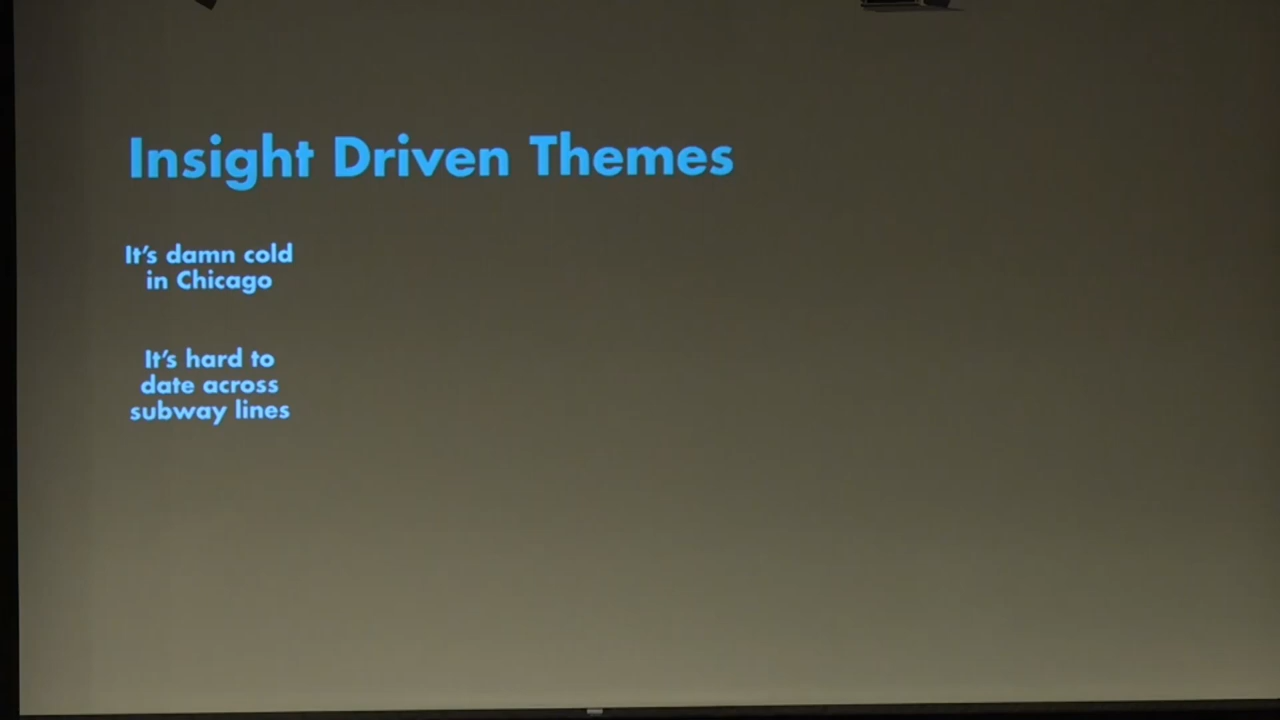 Insight Driven Themes
It's damn cold
in Chicago
It's hard to
date across
subway lines